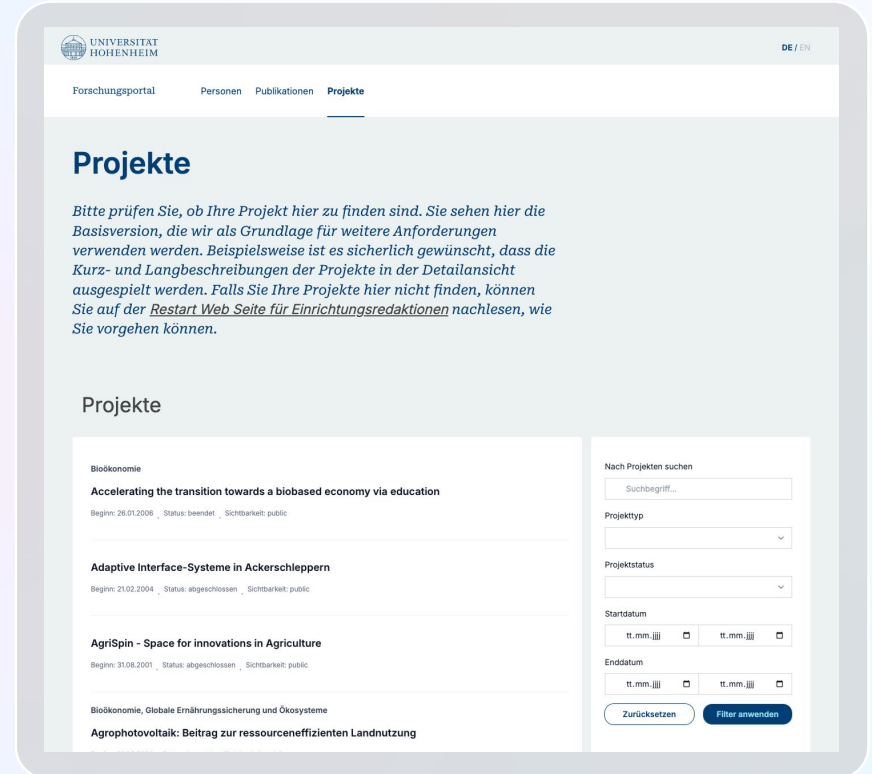 UNIVERSITÄT
HOHENHEIM
DE / EN
Forschungsportal Personen Publikationen Projekte
Projekte
Bitte prüfen Sie, ob Ihre Projekt hier zu finden sind. Sie sehen hier die
Basisversion, die wir als Grundlage für weitere Anforderungen
verwenden werden. Beispielsweise ist es sicherlich gewünscht, dass die
Kurz- und Langbeschreibungen der Projekte in der Detailansicht
ausgespielt werden. Falls Sie Ihre Projekte hier nicht finden, können
Sie auf der Restart Web Seite für Einrichtungsredaktionen nachlesen, wie
Sie vorgehen können.
Projekte
Bioökonomie
Accelerating the transition towards a biobased economy via education
Beginn: 26.01.2006 Status: beendet Sichtbarkeit: public
Adaptive Interface-Systeme in Ackerschleppern
Beginn: 21.02.2004 Status: abgeschlossen Sichtbarkeit: public
AgriSpin - Space for innovations in Agriculture
Beginn: 31.08.2001 Status: abgeschlossen Sichtbarkeit: public
Bioökonomie, Globale Ernährungssicherung und Ökosysteme
Agrophotovoltaik: Beitrag zur ressourceneffizienten Landnutzung
Nach Projekten suchen
Suchbegriff...
Projekttyp
Projektstatus
Startdatum
tt.mm.jjjj tt.mm.jjjj
Enddatum
tt.mm.jjjj tt.mm.jjjj
Zurücksetzen Filter anwenden